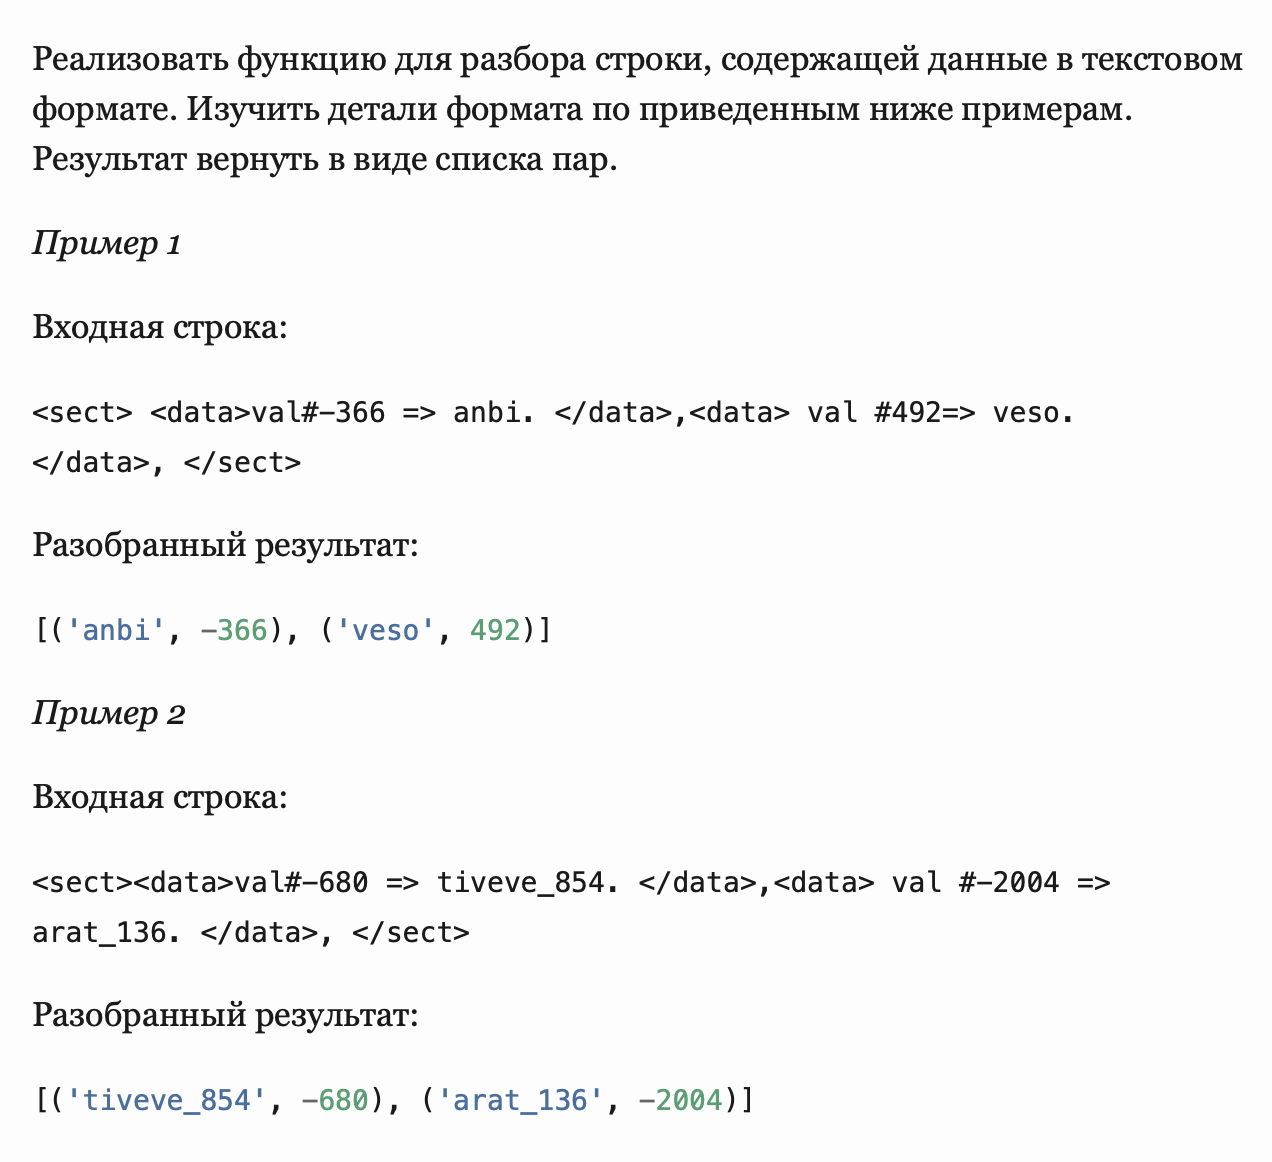 Реализовать функцию для разбора строки, содержащей данные в текстовом
формате. Изучить детали формата по приведенным ниже примерам.
Результат вернуть в виде списка пар.
Пример 1
Входная строка:
<sect> <data>val#-366 => anbi. </data>,<data> val #492=> veso.
</data>, </sect>
Разобранный результат:
[('anbi', -366), ('veso', 492)]
Пример 2
Входная строка:
<sect><data>val#-680 => tiveve_854. </data>,<data> val #-2004 =>
arat_136. </data>, </sect>
Разобранный результат:
[('tiveve_854', -680), ('arat_136', -2004)]